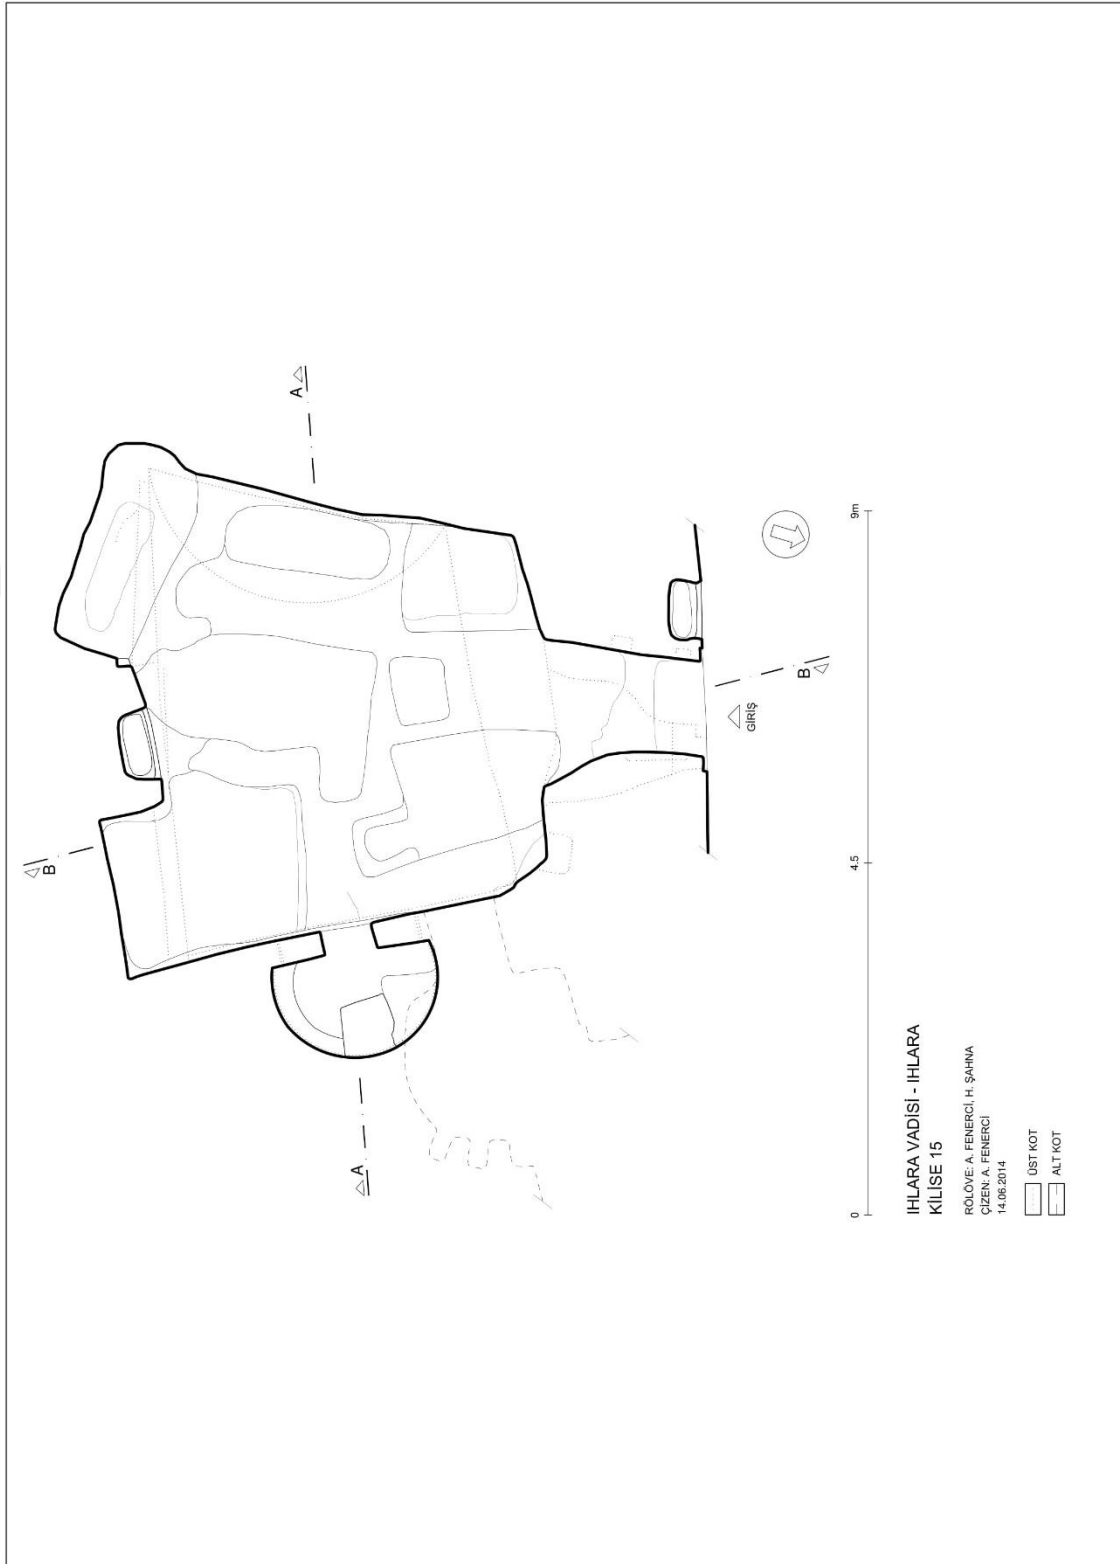 A
A
B
B
GİRİŞ
0
4.5
9m
IHLARA VADİSİ - IHLARA
KİLİSE 15
RÖLÖVE: A. FENERCİ, H. ŞAHNA
ÇİZEN: A. FENERCİ
14.06.2014
ÜST KOT
ALT KOT